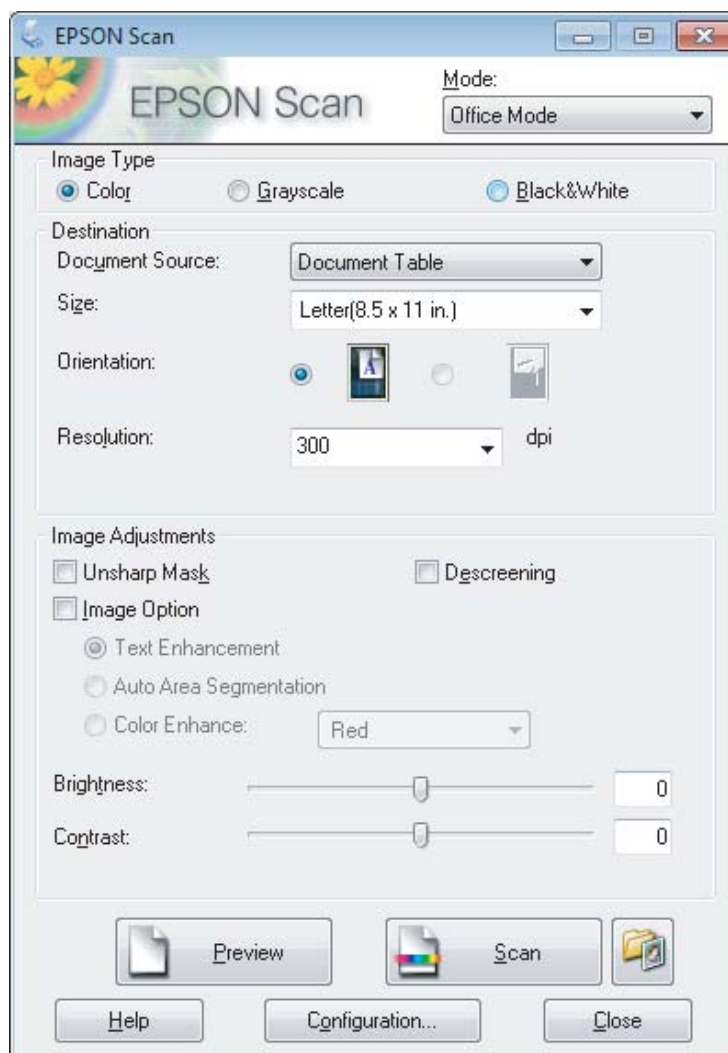 EPSON Scan
EPSON Scan
Mode:
Office Mode
Image Type
Color Grayscale Black&White
Destination
Document Source: Document Table
Size: Letter(8.5 x 11 in.)
Orientation: A
Resolution: 300 dpi
Image Adjustments
Unsharp Mask Descreening
Image Option
Text Enhancement
Auto Area Segmentation
Color Enhance: Red
Brightness: 0
Contrast: 0
Preview Scan
Help Configuration... Close